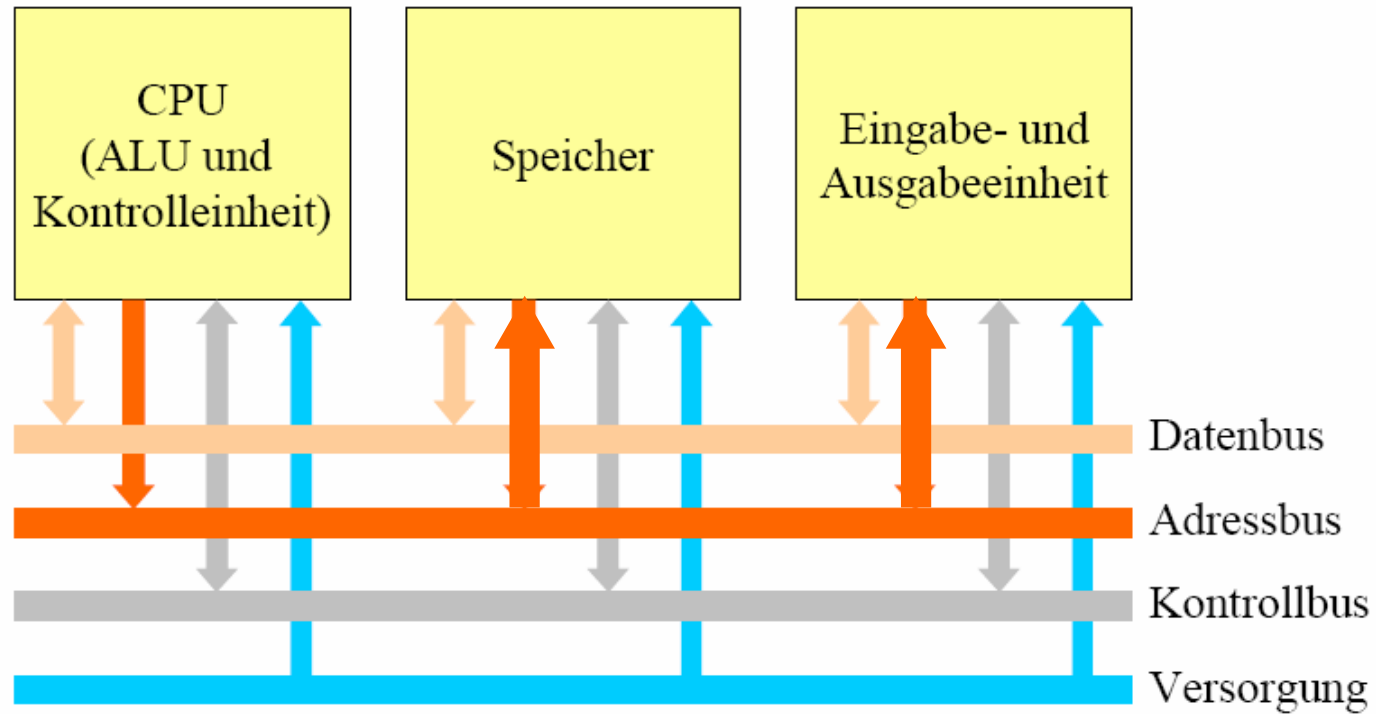 CPU
(ALU und
Kontrolleinheit)
Speicher
Eingabe- und
Ausgabeeinheit
Datenbus
Adressbus
Kontrollbus
Versorgung